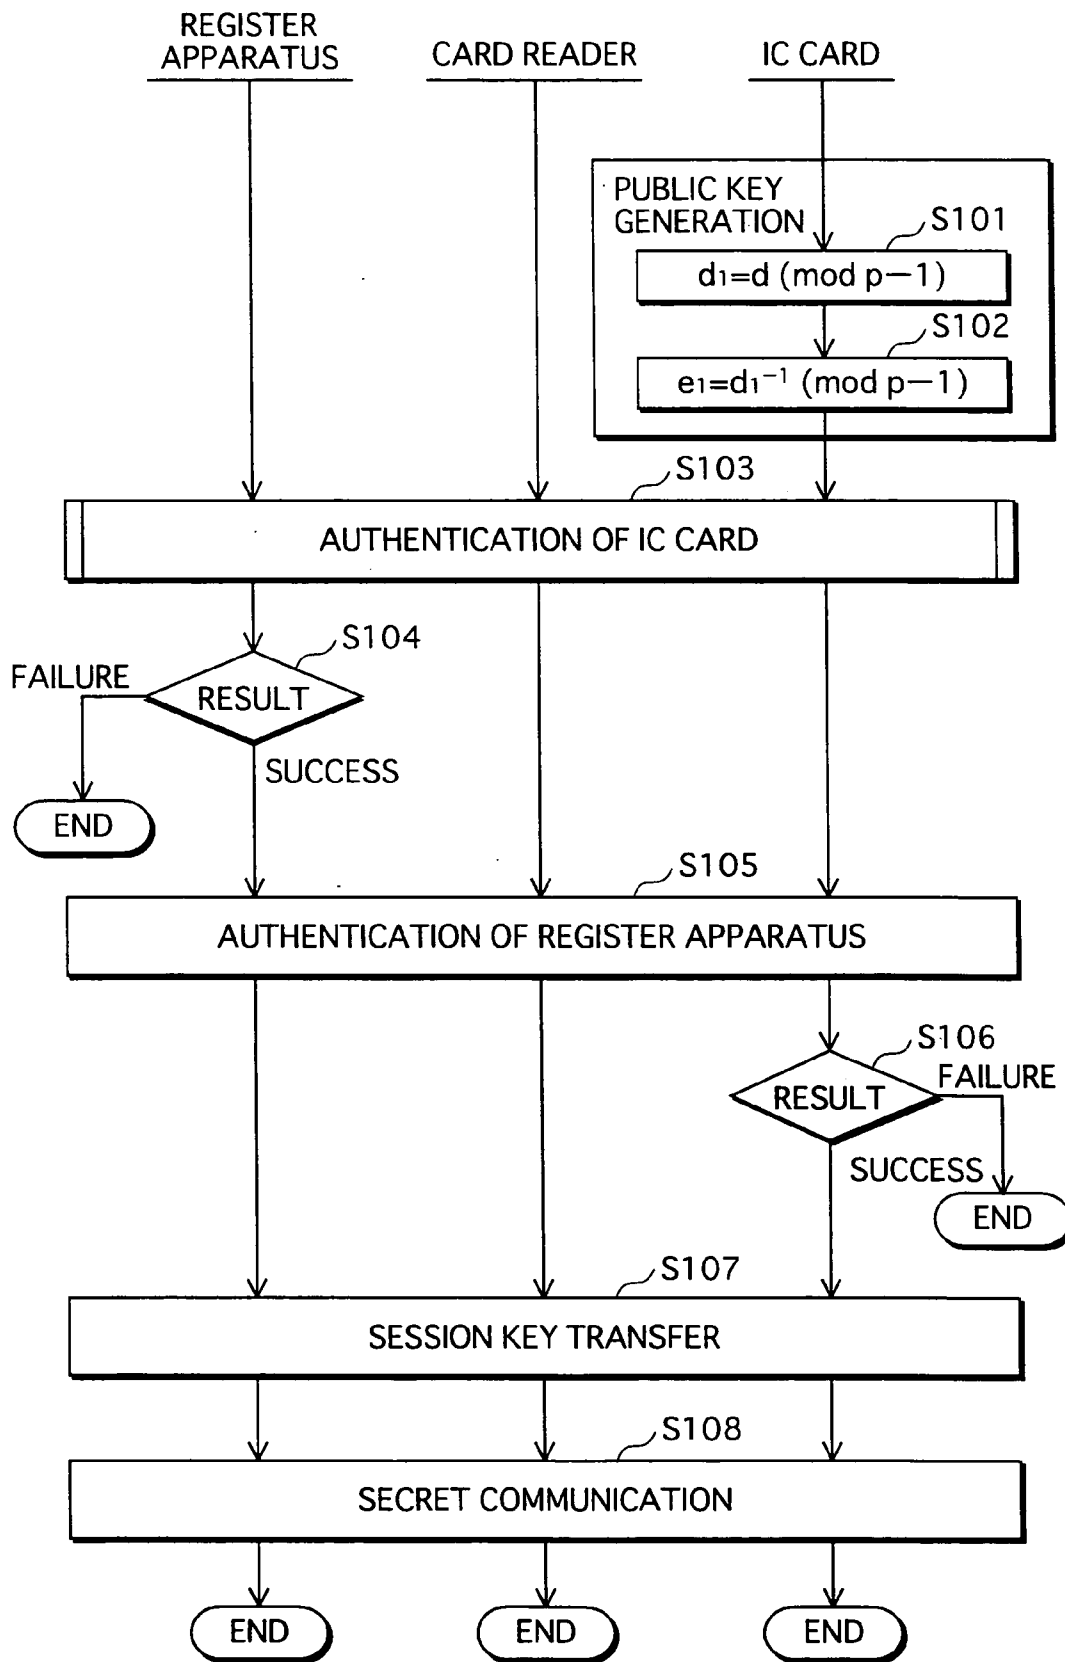 REGISTER
APPARATUS
CARD READER
IC CARD
PUBLIC KEY
GENERATION
S101
d1=d (mod p−1)
S102
e1=d1⁻¹ (mod p−1)
S103
AUTHENTICATION OF IC CARD
S104
FAILURE
RESULT
SUCCESS
END
S105
AUTHENTICATION OF REGISTER APPARATUS
S106
RESULT
FAILURE
SUCCESS
END
S107
SESSION KEY TRANSFER
S108
SECRET COMMUNICATION
END
END
END